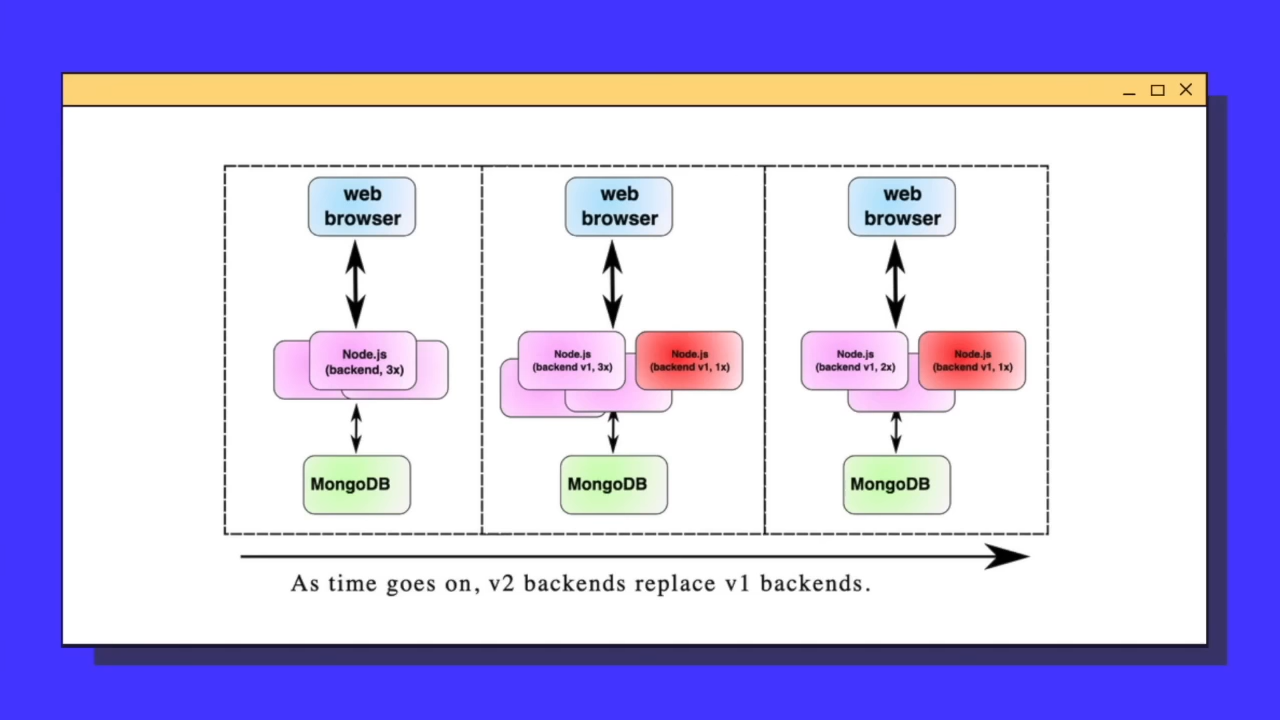 web
browser
Node.js
(backend, 3x)
MongoDB
web
browser
Node.js
(backend v1, 3x)
Node.js
(backend v1, 1x)
MongoDB
web
browser
Node.js
(backend v1, 2x)
Node.js
(backend v1, 1x)
MongoDB
As time goes on, v2 backends replace v1 backends.